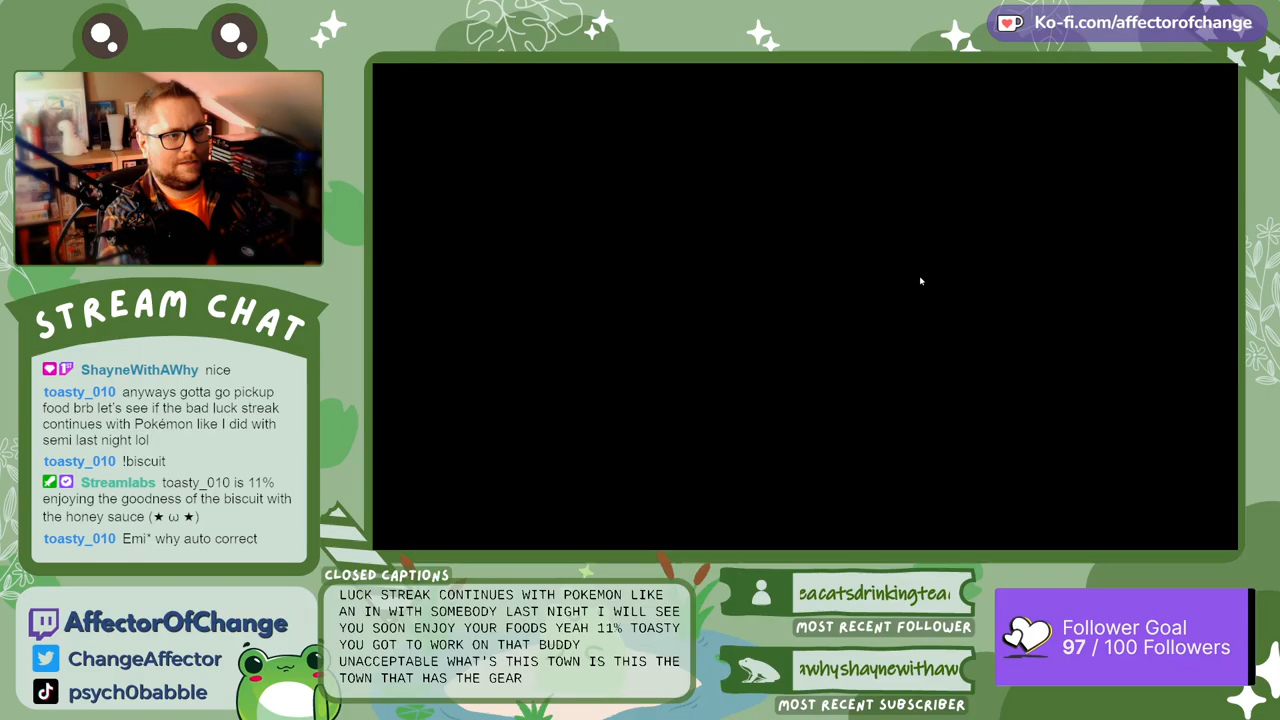 Ko-fi.com/affectorofchange
STREAM CHAT
ShayneWithAWhy nice
toasty_010 anyways gotta go pickup
food brb let's see if the bad luck streak
continues with Pokémon like I did with
semi last night lol
toasty_010 !biscuit
Streamlabs toasty_010 is 11%
enjoying the goodness of the biscuit with
the honey sauce (★ ω ★)
toasty_010 Emi* why auto correct
AffectorOfChange
ChangeAffector
psych0babble
CLOSED CAPTIONS
LUCK STREAK CONTINUES WITH POKEMON LIKE
AN IN WITH SOMEBODY LAST NIGHT I WILL SEE
YOU SOON ENJOY YOUR FOODS YEAH 11% TOASTY
YOU GOT TO WORK ON THAT BUDDY
UNACCEPTABLE WHAT'S THIS TOWN IS THIS THE
TOWN THAT HAS THE GEAR
eacatsdrinkingtea
MOST RECENT FOLLOWER
awhyshaynewithaw
MOST RECENT SUBSCRIBER
Follower Goal
97 / 100 Followers